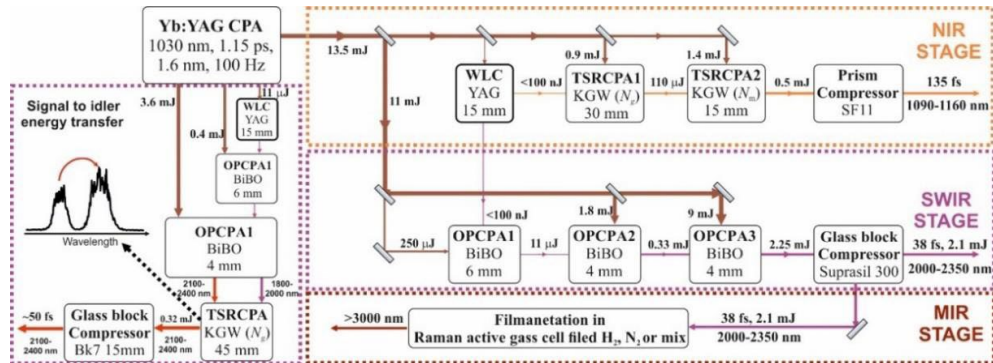 Yb:YAG CPA
1030 nm, 1.15 ps,
1.6 nm, 100 Hz
13.5 mJ
0.9 mJ
1.4 mJ
NIR
STAGE
WLC
YAG
15 mm
<100 nJ
TSRCPA1
KGW (Ng)
30 mm
110 µJ
TSRCPA2
KGW (Nm)
15 mm
0.5 mJ
Prism
Compressor
SF11
135 fs
1090-1160 nm
11 mJ
Signal to idler
energy transfer
3.6 mJ
0.4 mJ
11 µJ
WLC
YAG
15 mm
OPCPA1
BiBO
6 mm
Wavelength
OPCPA1
BiBO
4 mm
2100-
2400 nm
1800-
2000 nm
~50 fs
2100-
2400 nm
Glass block
Compressor
Bk7 15mm
0.32 mJ
2100-
2400 nm
TSRCPA
KGW (Ng)
45 mm
SWIR
STAGE
<100 nJ
1.8 mJ
9 mJ
250 µJ
OPCPA1
BiBO
6 mm
11 µJ
OPCPA2
BiBO
4 mm
0.33 mJ
OPCPA3
BiBO
4 mm
2.25 mJ
Glass block
Compressor
Suprasil 300
38 fs, 2.1 mJ
2000-2350 nm
MIR
STAGE
>3000 nm
Filmanetation in
Raman active gass cell filed H2, N2 or mix
38 fs, 2.1 mJ
2000-2350 nm